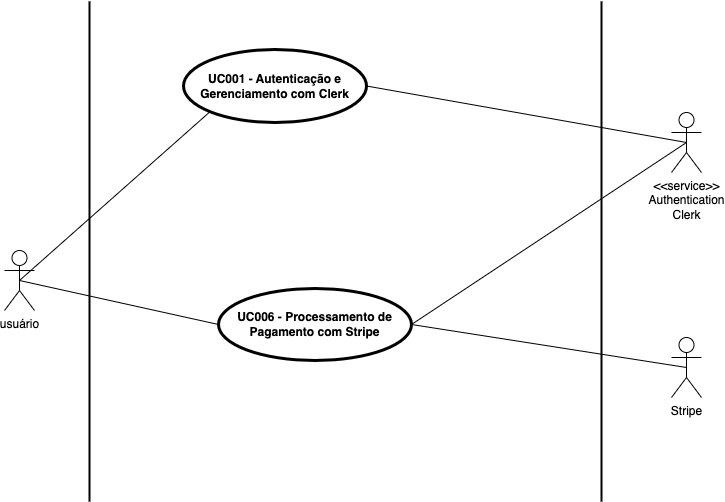 UC001 - Autenticação e
Gerenciamento com Clerk
<<service>>
Authentication
Clerk
UC006 - Processamento de
Pagamento com Stripe
usuário
Stripe